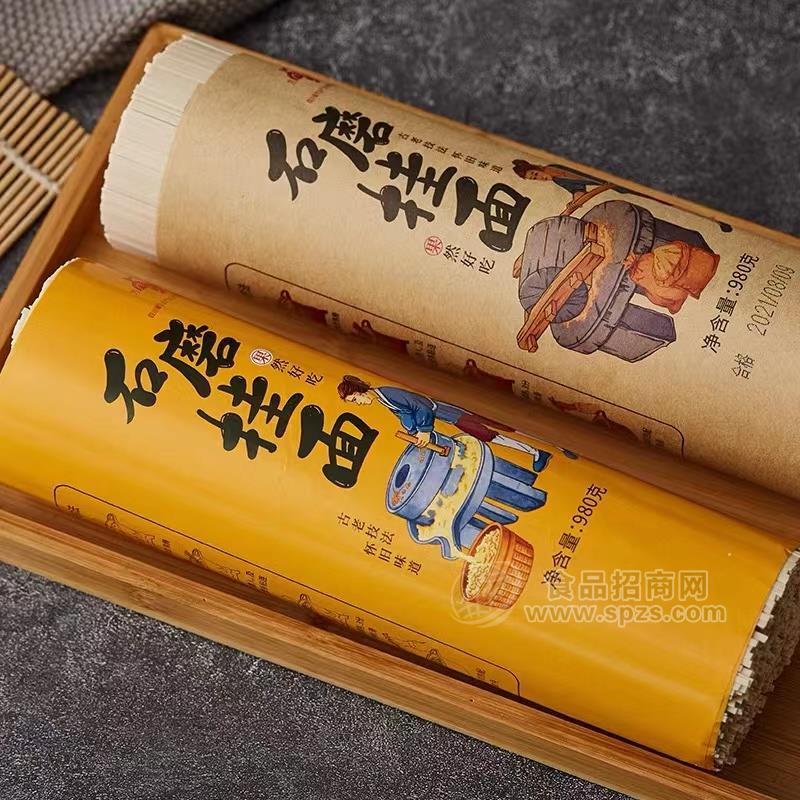 石磨挂面
古老技法 怀旧味道
果然好吃
净含量:980克
合格 2021/08/09
石磨挂面
果然好吃
古老技法
怀旧味道
净含量:980克
食品招商网
www.spzs.com